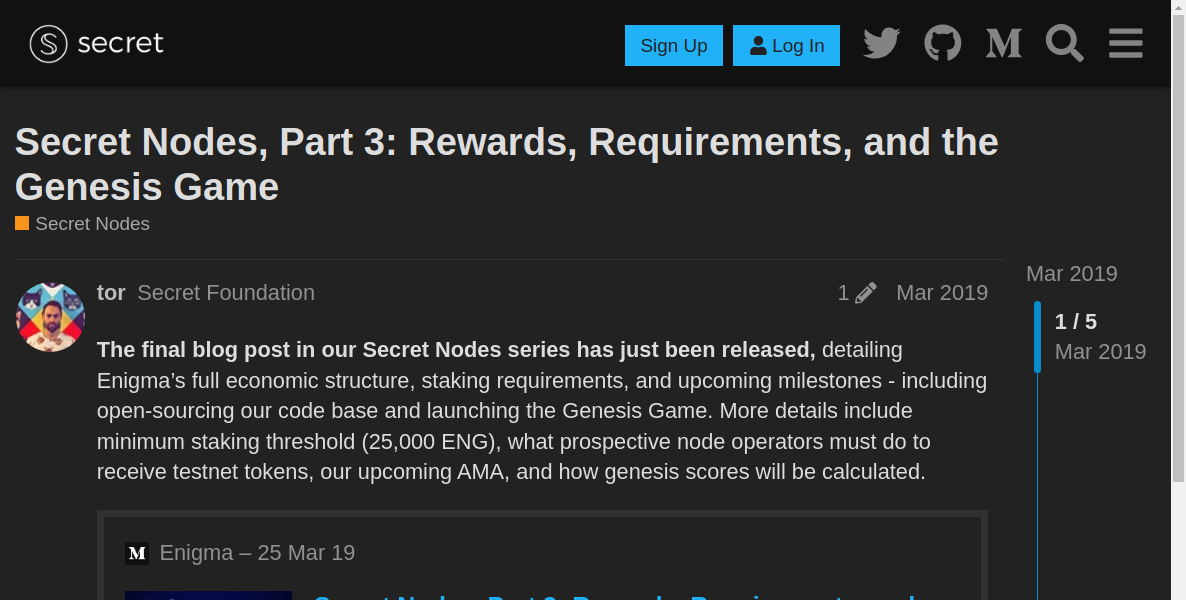 secret
Sign Up
Log In
Secret Nodes, Part 3: Rewards, Requirements, and the
Genesis Game
Secret Nodes
tor Secret Foundation
1
Mar 2019
Mar 2019
1 / 5
Mar 2019
The final blog post in our Secret Nodes series has just been released, detailing
Enigma’s full economic structure, staking requirements, and upcoming milestones - including
open-sourcing our code base and launching the Genesis Game. More details include
minimum staking threshold (25,000 ENG), what prospective node operators must do to
receive testnet tokens, our upcoming AMA, and how genesis scores will be calculated.
Enigma – 25 Mar 19